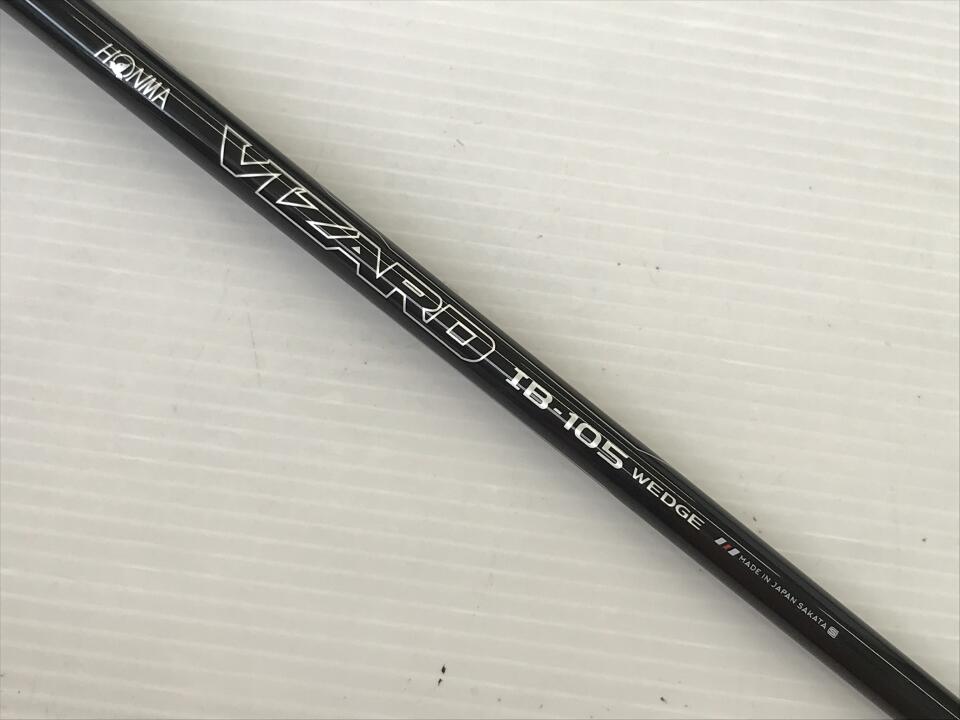 HONMA
VIZARD
IB-105 WEDGE
MADE IN JAPAN SAKATA S